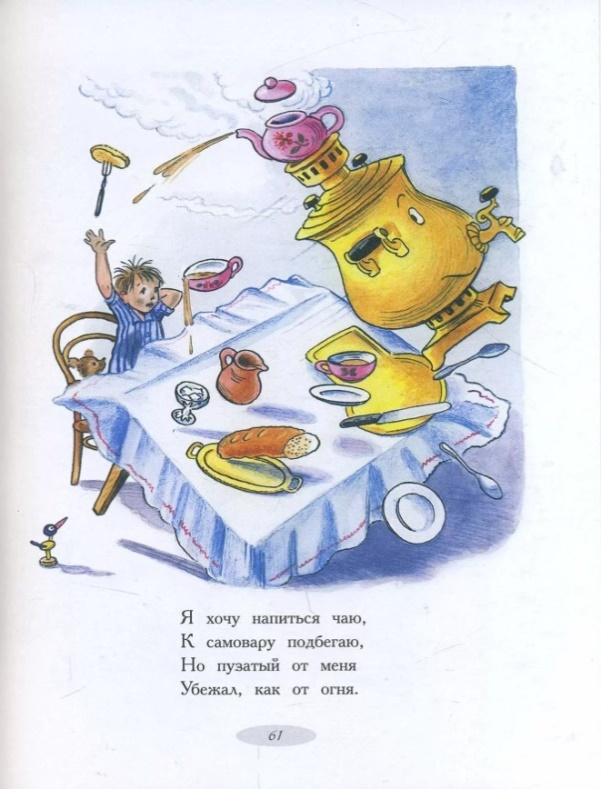 Я хочу напиться чаю,
К самовару подбегаю,
Но пузатый от меня
Убежал, как от огня.
61